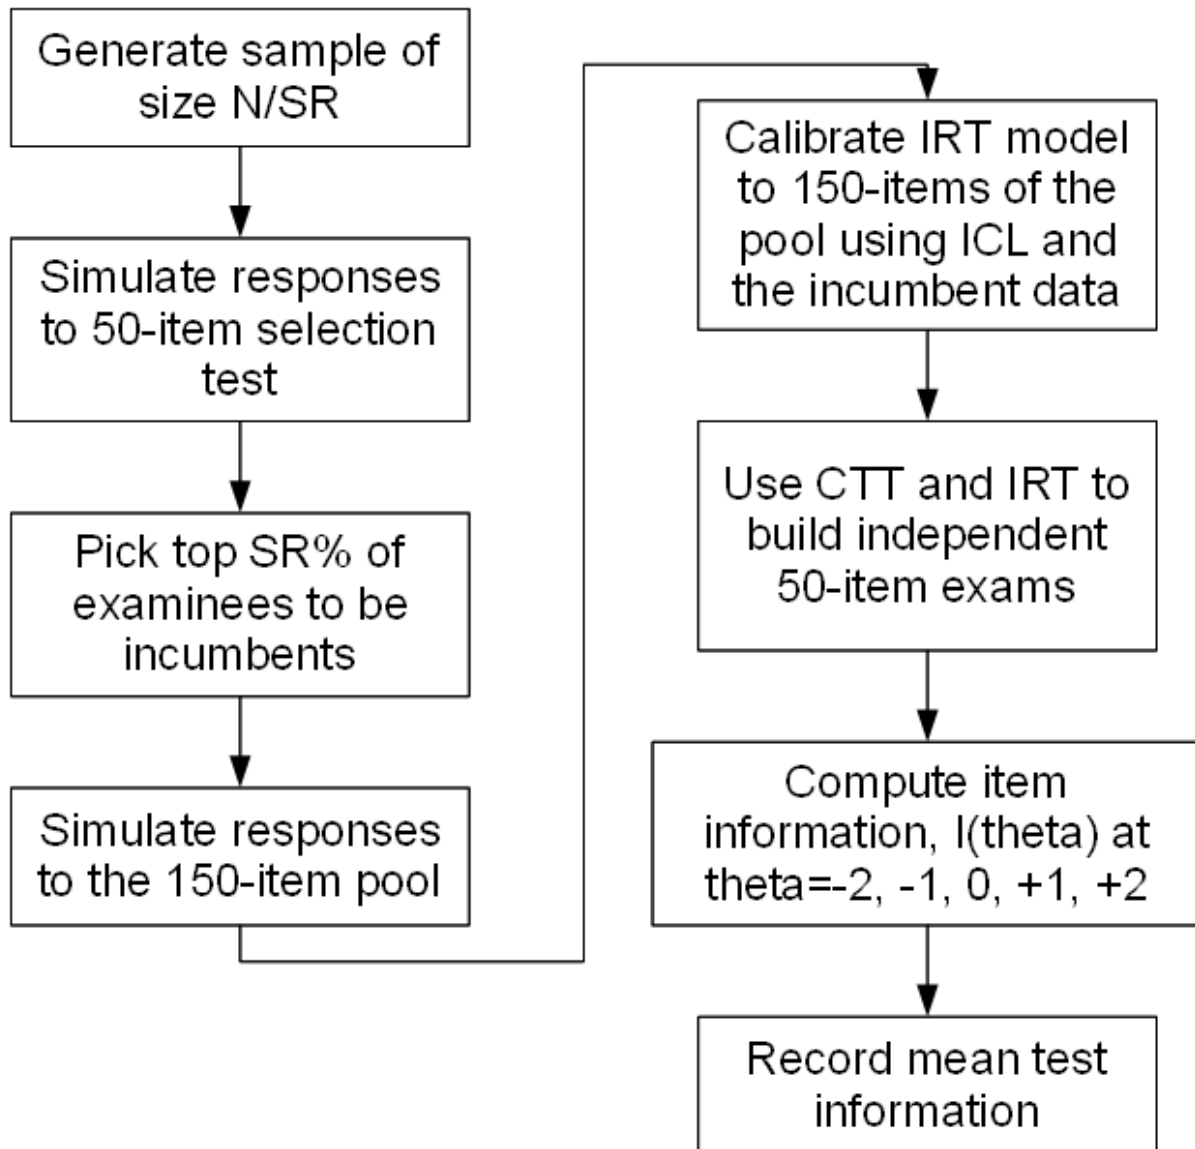 Generate sample of
size N/SR
Simulate responses
to 50-item selection
test
Pick top SR% of
examinees to be
incumbents
Simulate responses
to the 150-item pool
Calibrate IRT model
to 150-items of the
pool using ICL and
the incumbent data
Use CTT and IRT to
build independent
50-item exams
Compute item
information, I(theta) at
theta=-2, -1, 0, +1, +2
Record mean test
information